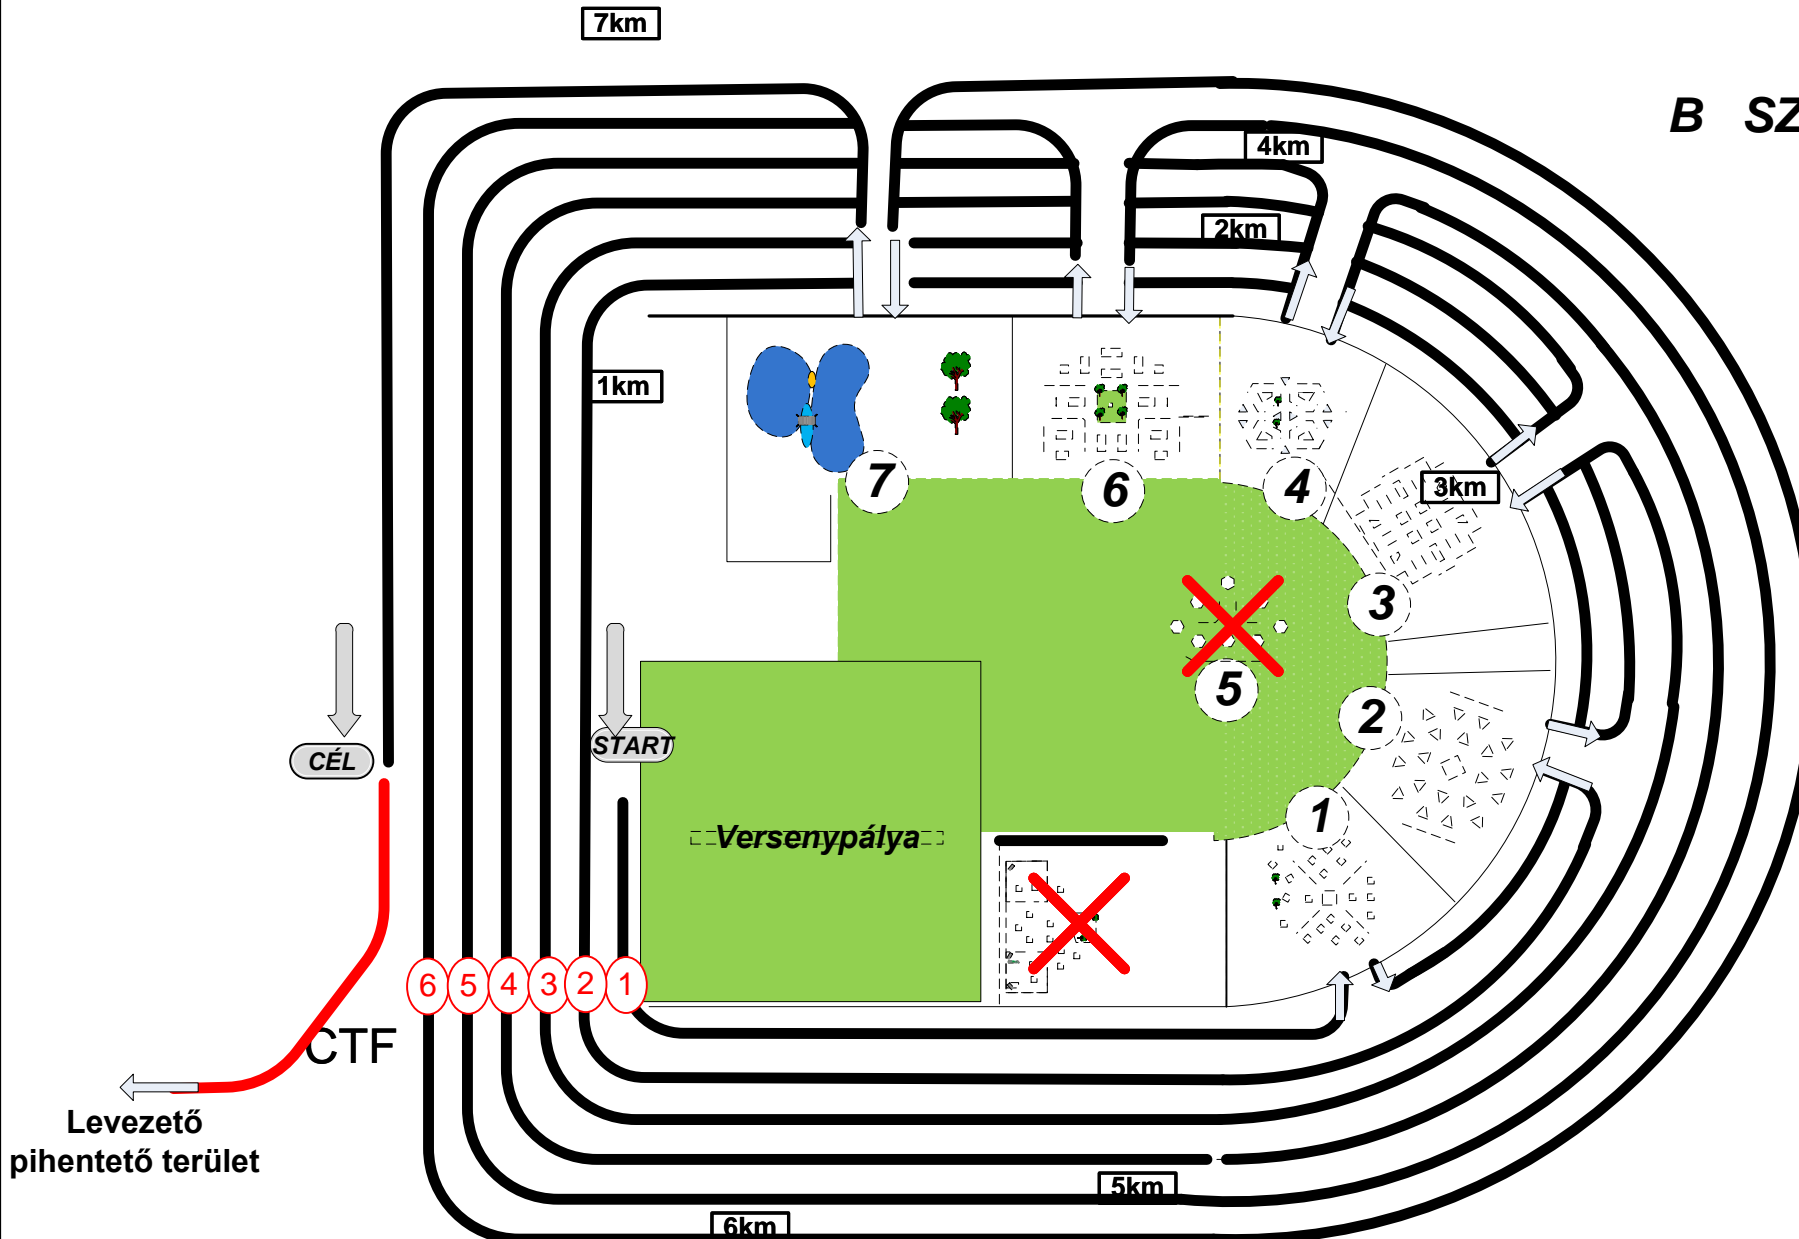 7km
B SZ
4km
2km
1km
7
6
4
3km
3
5
2
CÉL
START
1
Versenypálya
6
5
4
3
2
1
CTF
Levezető
pihentető terület
5km
6km